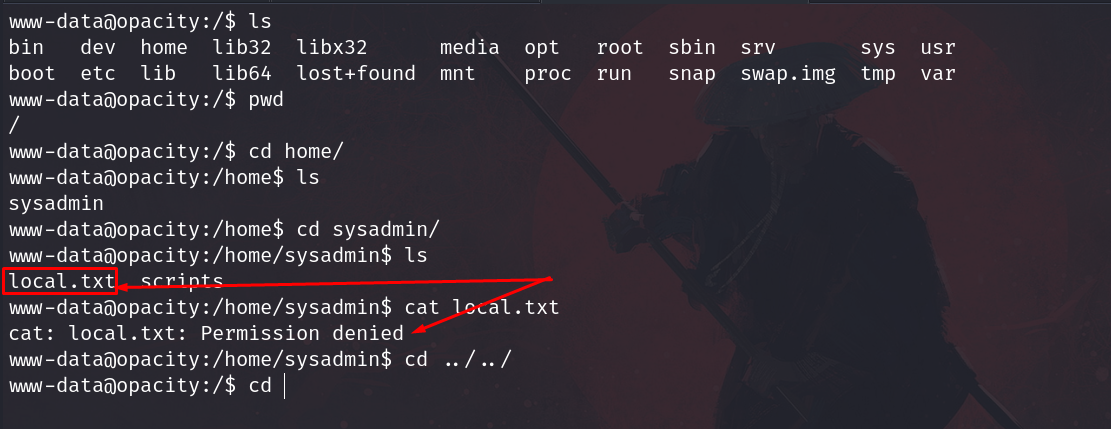 www-data@opacity:/$ ls
bin   dev  home  lib32  libx32      media  opt   root  sbin  srv       sys  usr
boot  etc  lib   lib64  lost+found  mnt    proc  run   snap  swap.img  tmp  var
www-data@opacity:/$ pwd
/
www-data@opacity:/$ cd home/
www-data@opacity:/home$ ls
sysadmin
www-data@opacity:/home$ cd sysadmin/
www-data@opacity:/home/sysadmin$ ls
local.txt  scripts
www-data@opacity:/home/sysadmin$ cat local.txt
cat: local.txt: Permission denied
www-data@opacity:/home/sysadmin$ cd ../../
www-data@opacity:/$ cd